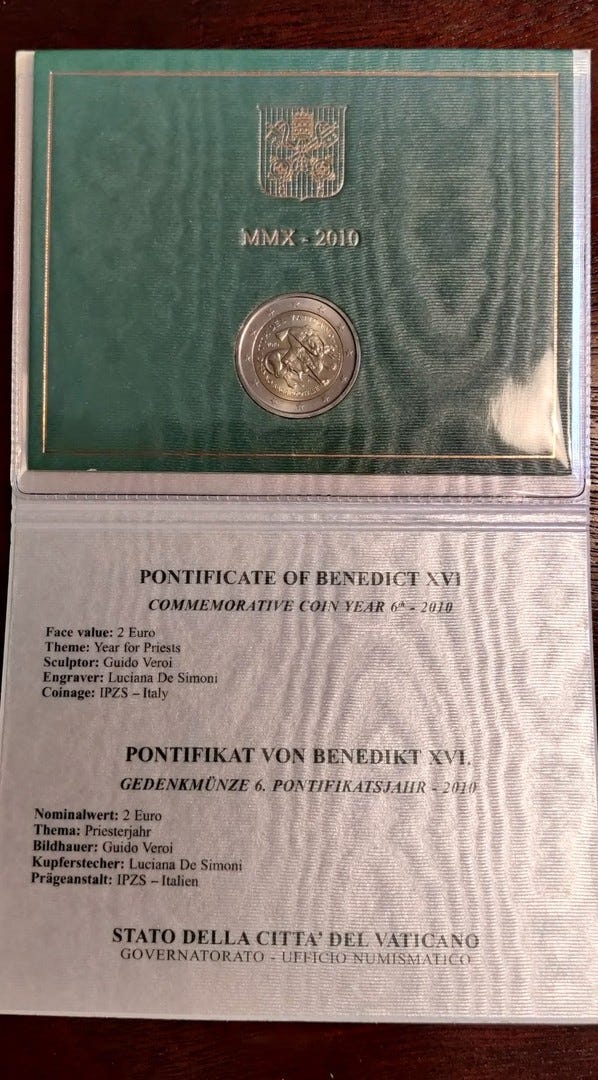 MMX - 2010
PONTIFICATE OF BENEDICT XVI
COMMEMORATIVE COIN YEAR 6th - 2010
Face value: 2 Euro
Theme: Year for Priests
Sculptor: Guido Veroi
Engraver: Luciana De Simoni
Coinage: IPZS – Italy
PONTIFIKAT VON BENEDIKT XVI.
GEDENKMÜNZE 6. PONTIFIKATSJAHR - 2010
Nominalwert: 2 Euro
Thema: Priesterjahr
Bildhauer: Guido Veroi
Kupferstecher: Luciana De Simoni
Prägeanstalt: IPZS – Italien
STATO DELLA CITTA' DEL VATICANO
GOVERNATORATO - UFFICIO NUMISMATICO